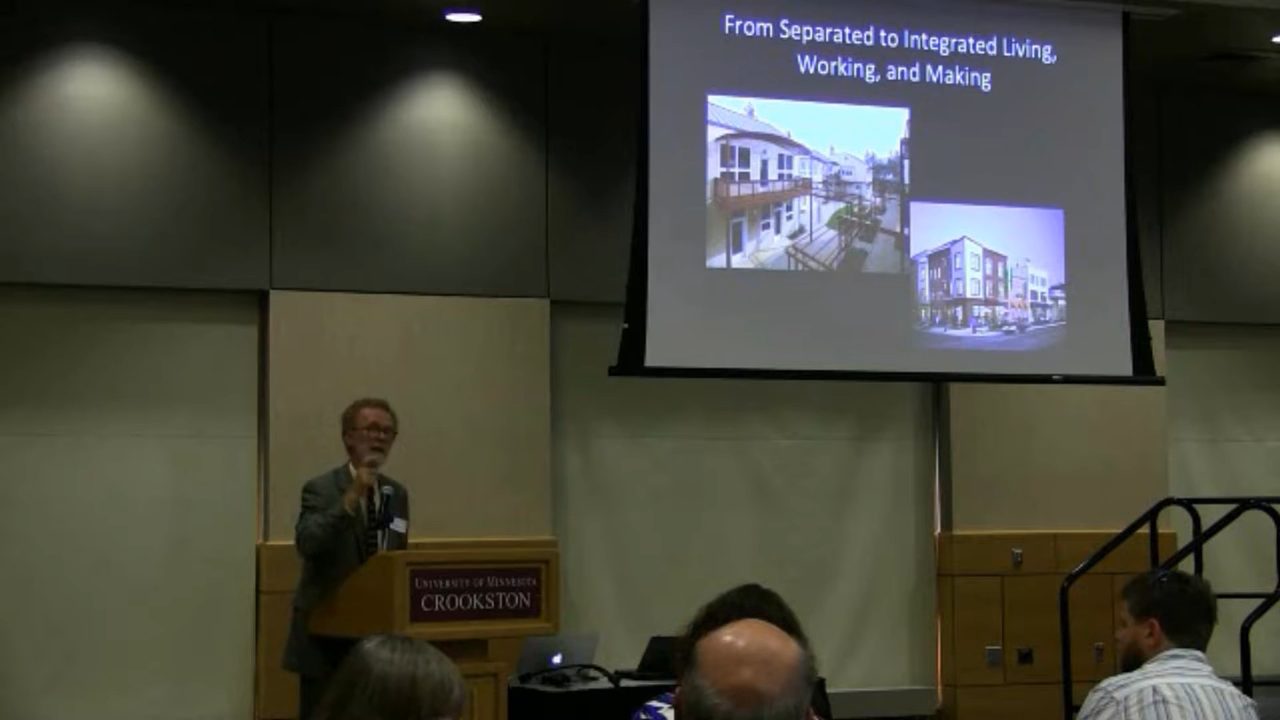 From Separated to Integrated Living,
Working, and Making
UNIVERSITY OF MINNESOTA
CROOKSTON